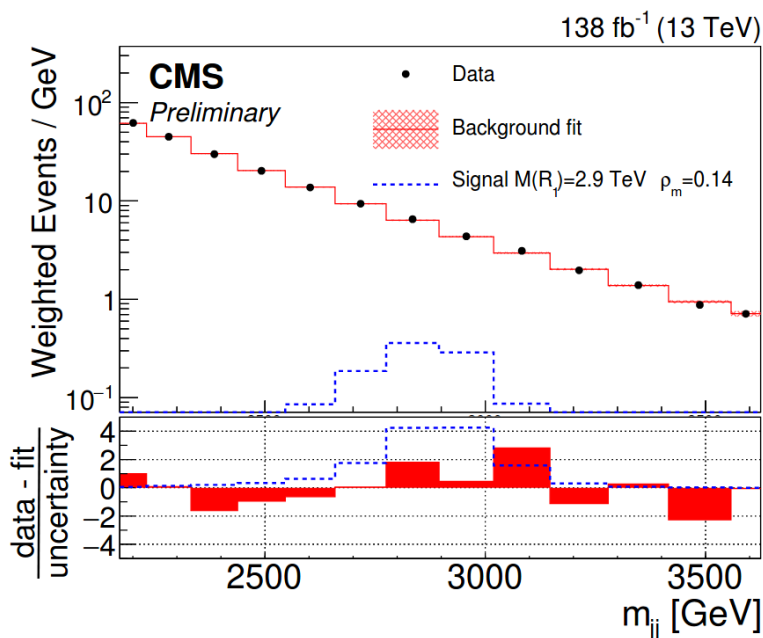 138 fb⁻¹ (13 TeV)
CMS
Preliminary
Data
Background fit
Signal M(R₁)=2.9 TeV ρₘ=0.14
Weighted Events / GeV
10²
10
1
10⁻¹
data - fit
uncertainty
4
2
0
−2
−4
2500 3000 3500
m_jj [GeV]